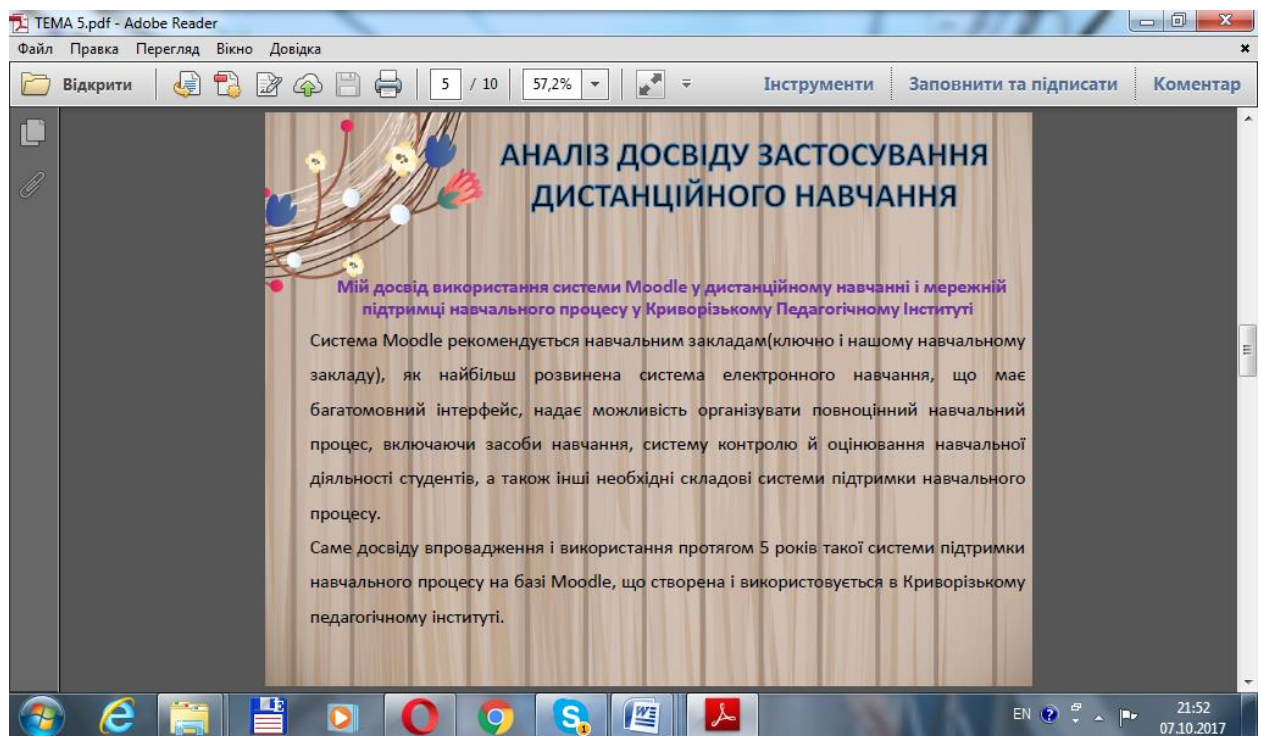 TEMA 5.pdf - Adobe Reader
Файл Правка Перегляд Вікно Довідка
Відкрити 5 / 10 57,2% Інструменти Заповнити та підписати Коментар
АНАЛІЗ ДОСВІДУ ЗАСТОСУВАННЯ
ДИСТАНЦІЙНОГО НАВЧАННЯ
Мій досвід використання системи Moodle у дистанційному навчанні і мережній
підтримці навчального процесу у Криворізькому Педагогічному Інституті
Система Moodle рекомендується навчальним закладам(ключно і нашому навчальному
закладу), як найбільш розвинена система електронного навчання, що має
багатомовний інтерфейс, надає можливість організувати повноцінний навчальний
процес, включаючи засоби навчання, систему контролю й оцінювання навчальної
діяльності студентів, а також інші необхідні складові системи підтримки навчального
процесу.
Саме досвіду впровадження і використання протягом 5 років такої системи підтримки
навчального процесу на базі Moodle, що створена і використовується в Криворізькому
педагогічному інституті.
EN 21:52
07.10.2017